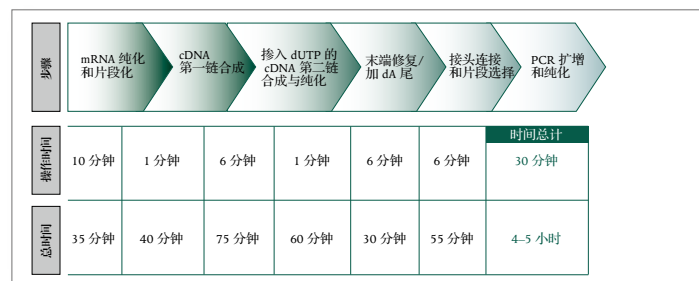 步骤
mRNA 纯化
和片段化
cDNA
第一链合成
掺入 dUTP 的
cDNA 第二链
合成与纯化
末端修复/
加 dA 尾
接头连接
和片段选择
PCR 扩增
和纯化
时间总计
操作时间
10 分钟
1 分钟
6 分钟
1 分钟
6 分钟
6 分钟
30 分钟
总时间
35 分钟
40 分钟
75 分钟
60 分钟
30 分钟
55 分钟
4–5 小时